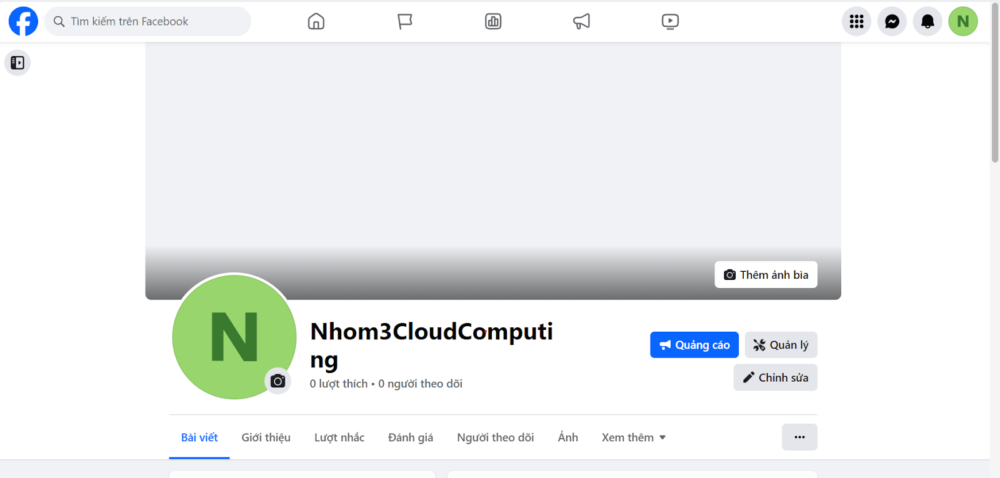 Tìm kiếm trên Facebook
N
Thêm ảnh bìa
N
Nhom3CloudComputi
ng
0 lượt thích • 0 người theo dõi
Quảng cáo
Quản lý
Chỉnh sửa
Bài viết Giới thiệu Lượt nhắc Đánh giá Người theo dõi Ảnh Xem thêm